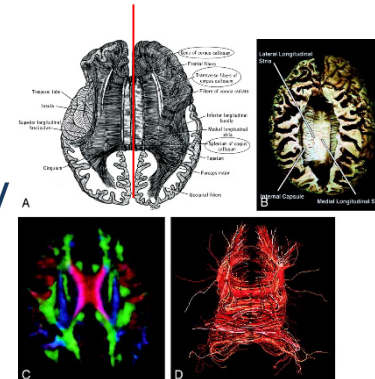 Genu of corpus callosum
Frontal fibers
Transverse fibers of
corpus callosum
Fibers of corona radiata
Temporal lobe
Insula
Superior longitudinal
fasciculus
Cingulum
Inferior longitudinal
bundle
Medial longitudinal
stria
Splenium of corpus
callosum
Tapetum
Forceps major
Occipital fibers
A
Lateral Longitudinal
Stria
Internal Capsule
Medial Longitudinal S
B
y
C
D